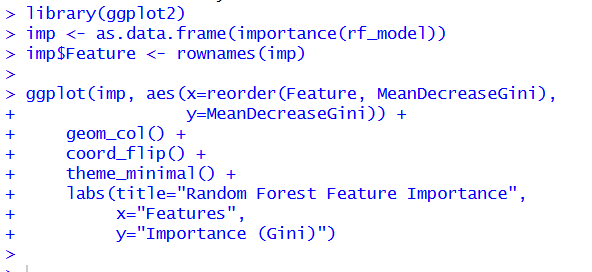 > library(ggplot2)
> imp <- as.data.frame(importance(rf_model))
> imp$Feature <- rownames(imp)
>
> ggplot(imp, aes(x=reorder(Feature, MeanDecreaseGini),
+                 y=MeanDecreaseGini)) +
+     geom_col() +
+     coord_flip() +
+     theme_minimal() +
+     labs(title="Random Forest Feature Importance",
+          x="Features",
+          y="Importance (Gini)")
>
>